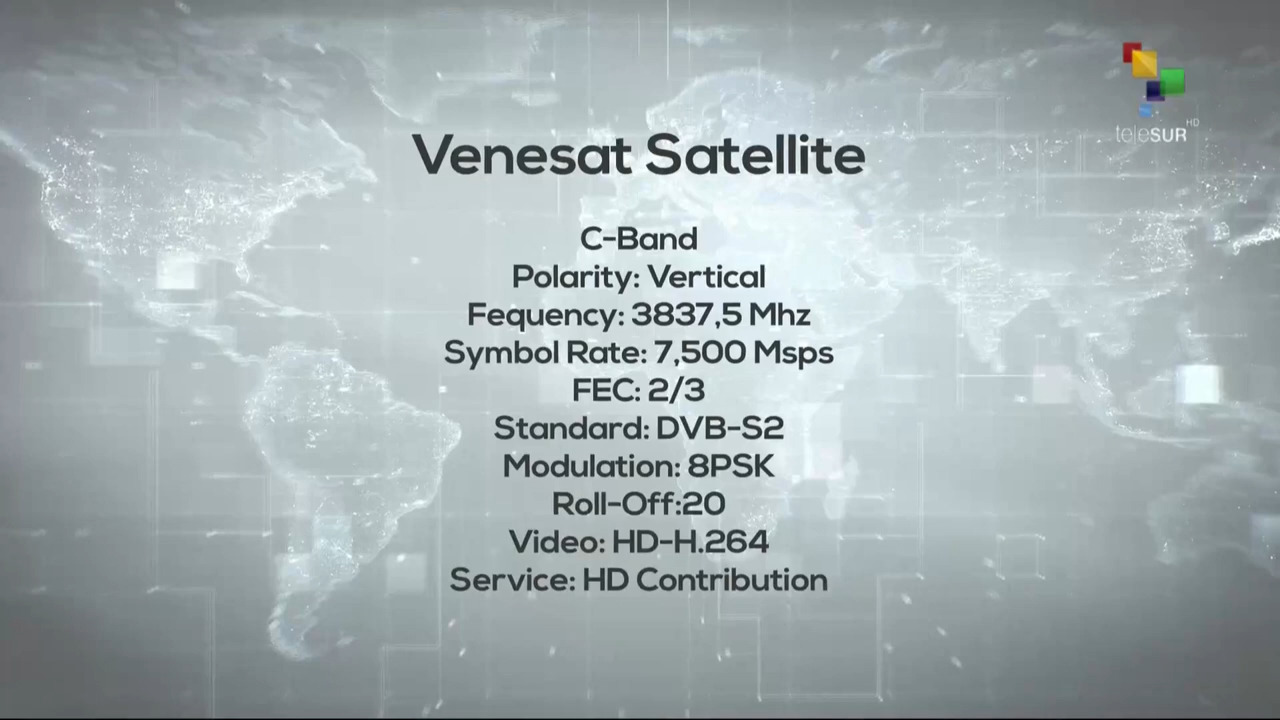 Venesat Satellite
C-Band
Polarity: Vertical
Fequency: 3837,5 Mhz
Symbol Rate: 7,500 Msps
FEC: 2/3
Standard: DVB-S2
Modulation: 8PSK
Roll-Off:20
Video: HD-H.264
Service: HD Contribution
teleSUR HD